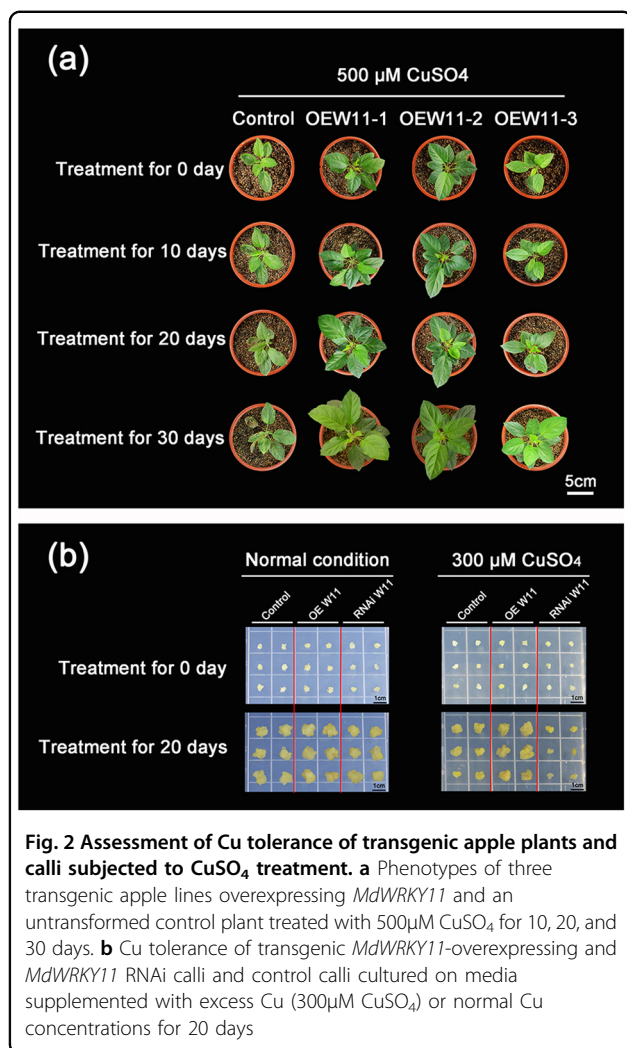 (a)
500 µM CuSO4
Control OEW11-1 OEW11-2 OEW11-3
Treatment for 0 day
Treatment for 10 days
Treatment for 20 days
Treatment for 30 days
5cm
(b)
Normal condition 300 µM CuSO4
Control OE W11 RNAi W11 Control OE W11 RNAi W11
Treatment for 0 day
1cm 1cm
Treatment for 20 days
1cm 1cm
Fig. 2 Assessment of Cu tolerance of transgenic apple plants and
calli subjected to CuSO4 treatment. a Phenotypes of three
transgenic apple lines overexpressing MdWRKY11 and an
untransformed control plant treated with 500µM CuSO4 for 10, 20, and
30 days. b Cu tolerance of transgenic MdWRKY11-overexpressing and
MdWRKY11 RNAi calli and control calli cultured on media
supplemented with excess Cu (300µM CuSO4) or normal Cu
concentrations for 20 days